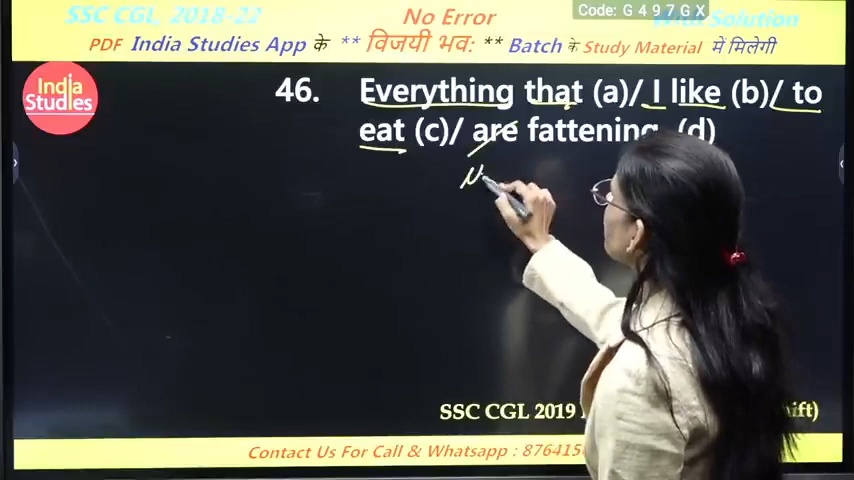 SSC CGL, 2018-22 No Error With Solution
Code: G 4 9 7 G X
PDF India Studies App के ** विजयी भव: ** Batch के Study Material में मिलेगी
India
Studies
46. Everything that (a)/ I like (b)/ to
eat (c)/ are fattening. (d)
SSC CGL 2019
Contact Us For Call & Whatsapp : 876415